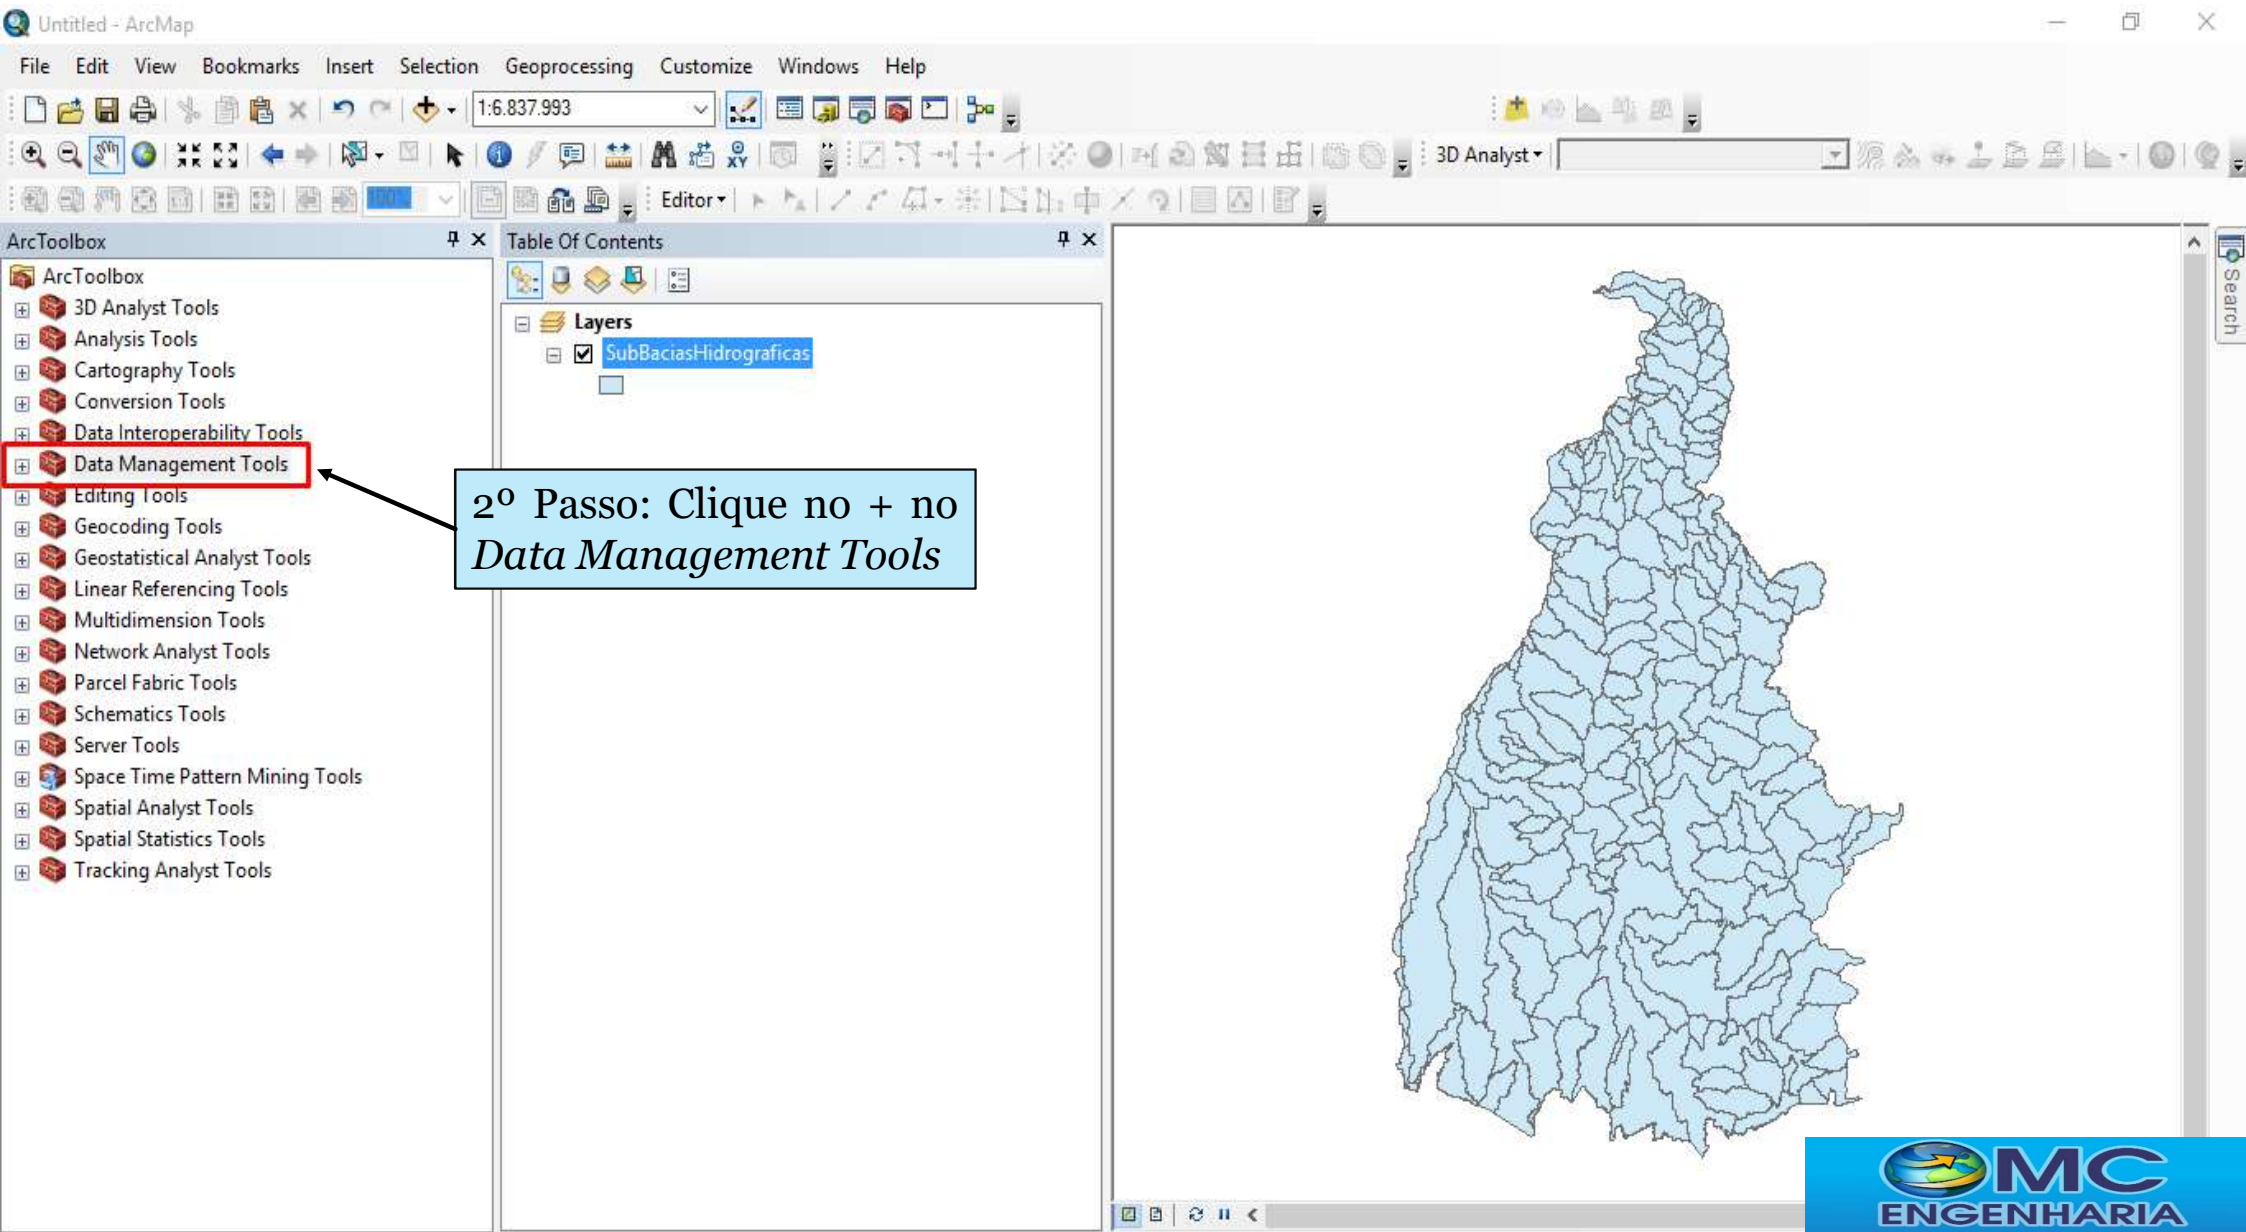 Untitled - ArcMap
File Edit View Bookmarks Insert Selection Geoprocessing Customize Windows Help
1:6.837.993
3D Analyst
100%
Editor
ArcToolbox
Table Of Contents
ArcToolbox
3D Analyst Tools
Analysis Tools
Cartography Tools
Conversion Tools
Data Interoperability Tools
Data Management Tools
Editing Tools
Geocoding Tools
Geostatistical Analyst Tools
Linear Referencing Tools
Multidimension Tools
Network Analyst Tools
Parcel Fabric Tools
Schematics Tools
Server Tools
Space Time Pattern Mining Tools
Spatial Analyst Tools
Spatial Statistics Tools
Tracking Analyst Tools
Layers
SubBaciasHidrograficas
2º Passo: Clique no + no
Data Management Tools
Search
MC
ENGENHARIA